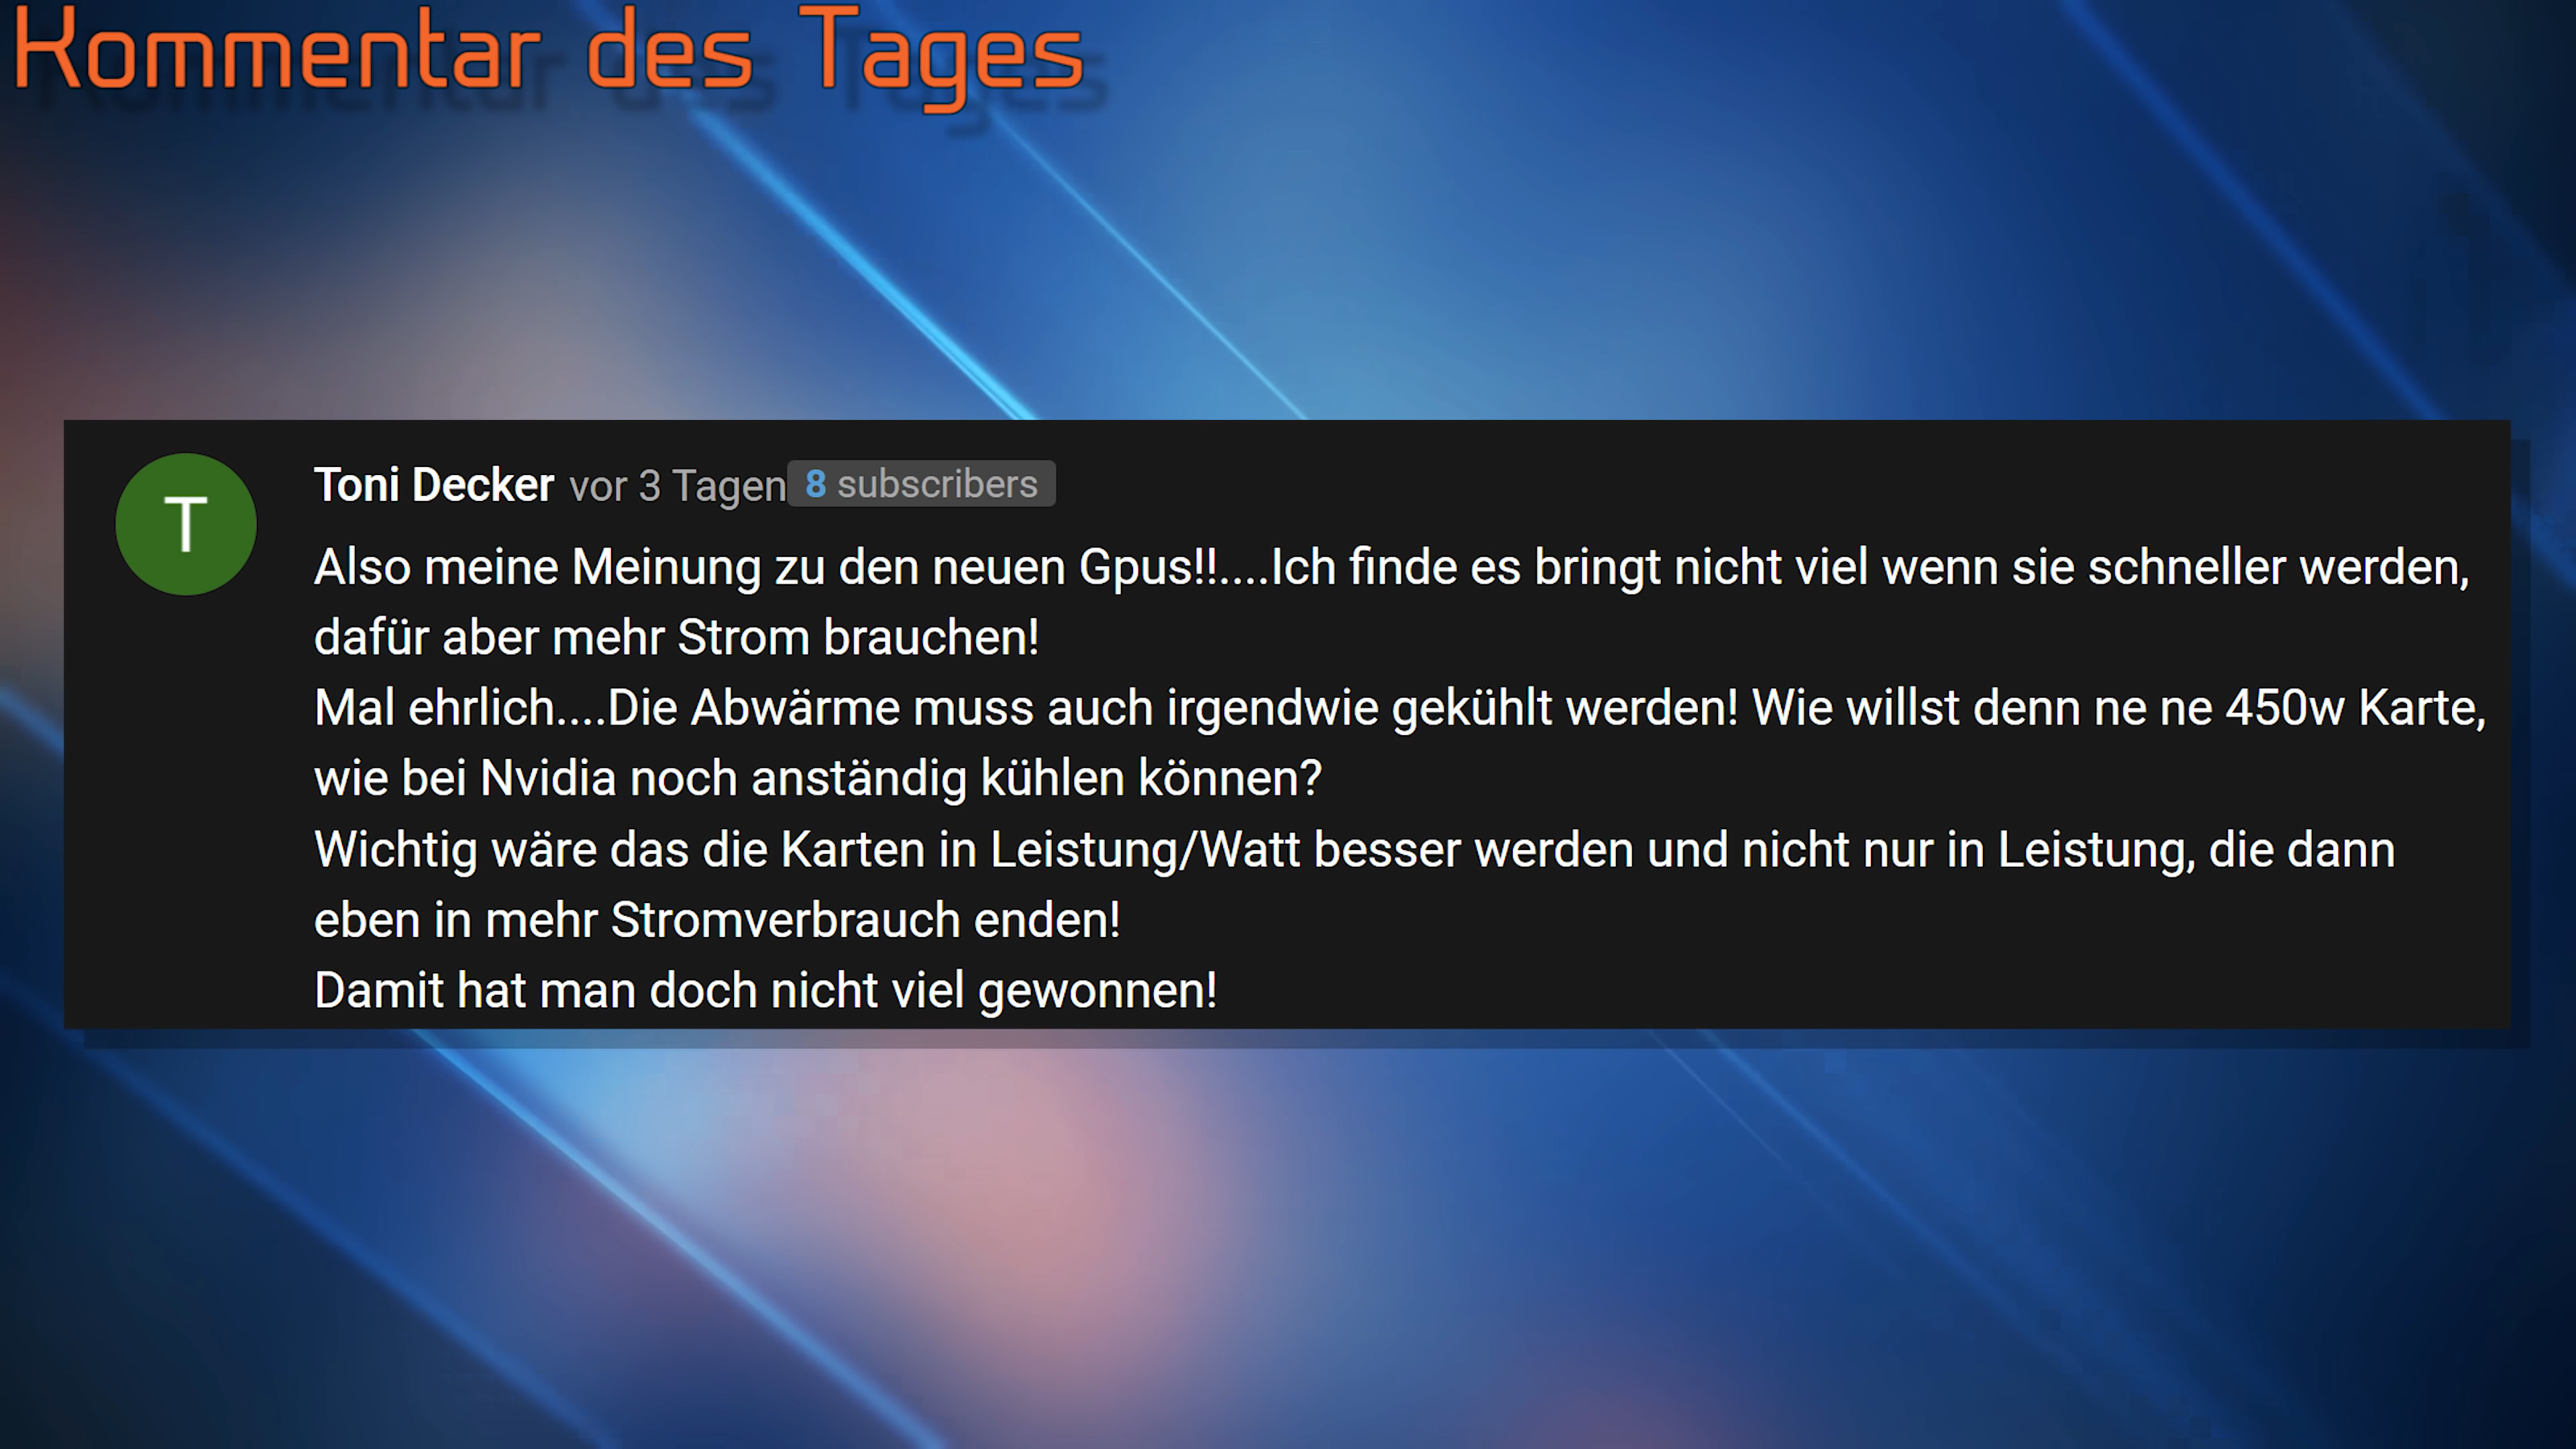 Kommentar des Tages
T
Toni Decker vor 3 Tagen 8 subscribers
Also meine Meinung zu den neuen Gpus!!....Ich finde es bringt nicht viel wenn sie schneller werden,
dafür aber mehr Strom brauchen!
Mal ehrlich....Die Abwärme muss auch irgendwie gekühlt werden! Wie willst denn ne ne 450w Karte,
wie bei Nvidia noch anständig kühlen können?
Wichtig wäre das die Karten in Leistung/Watt besser werden und nicht nur in Leistung, die dann
eben in mehr Stromverbrauch enden!
Damit hat man doch nicht viel gewonnen!